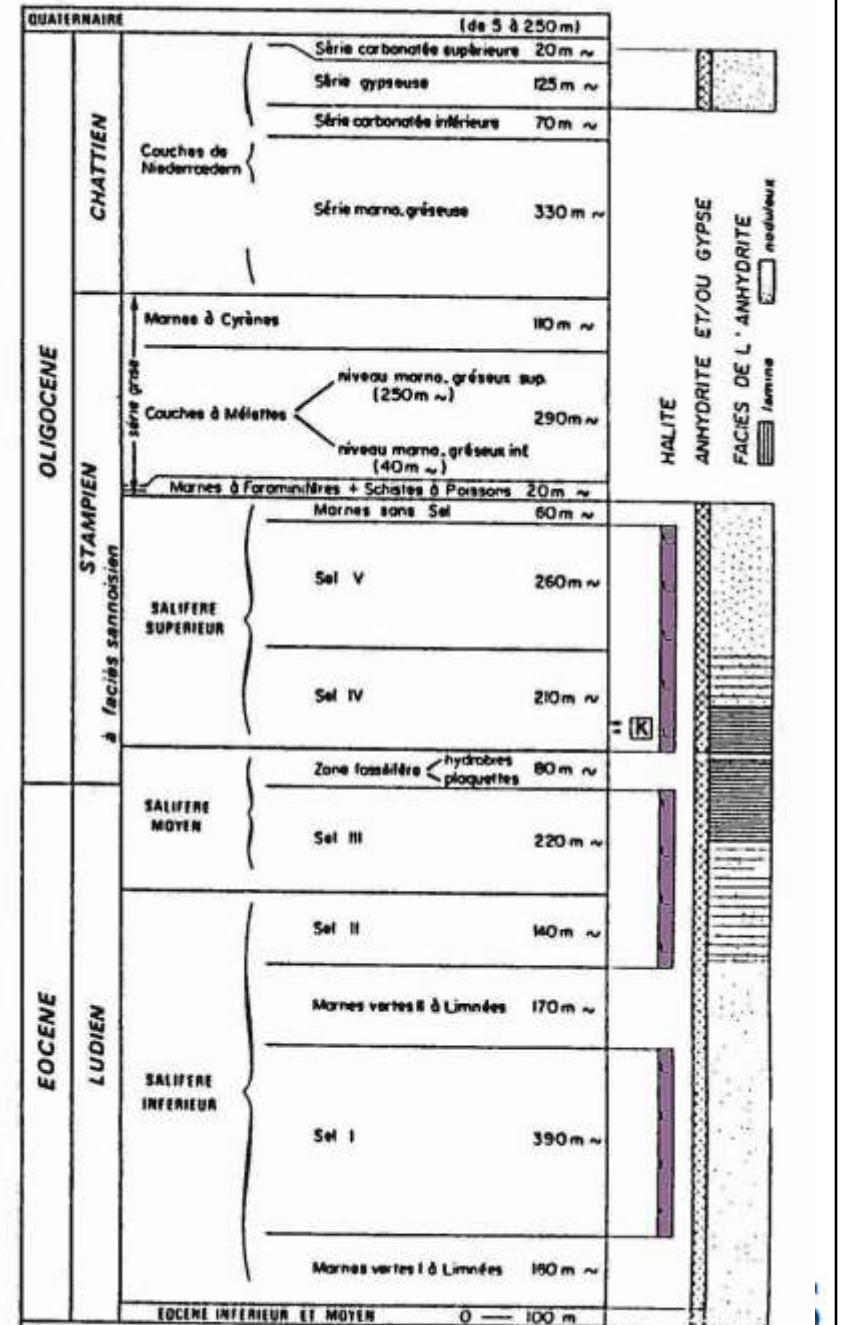 QUATERNAIRE (de 5 à 250 m)
Série carbonatée supérieure 20 m ~
Série gypseuse 125 m ~
Série carbonatée inférieure 70 m ~
Couches de
Niederroedern
Série marno.gréseuse 330 m ~
CHATTIEN
Marnes à Cyrènes 110 m ~
niveau marno.gréseux sup.
(250 m ~)
Couches à Mélettes 290 m ~
niveau marno.gréseux inf.
(40 m ~)
série grise
Marnes à Foraminifères + Schistes à Poissons 20 m ~
OLIGOCENE
STAMPIEN
à faciès sannoisien
Marnes sans Sel 60 m ~
Sel V 260 m ~
SALIFERE
SUPERIEUR
Sel IV 210 m ~
K
hydrobies
Zone fossilifère 80 m ~
plaquettes
SALIFERE
MOYEN
Sel III 220 m ~
Sel II 140 m ~
Marnes vertes II à Limnées 170 m ~
SALIFERE
INFERIEUR
Sel I 390 m ~
Marnes vertes I à Limnées
EOCENE
LUDIEN
EOCENE INFERIEUR ET MOYEN 0 — 100 m
HALITE
ANHYDRITE ET/OU GYPSE
FACIÈS DE L'ANHYDRITE
laminé
noduleux